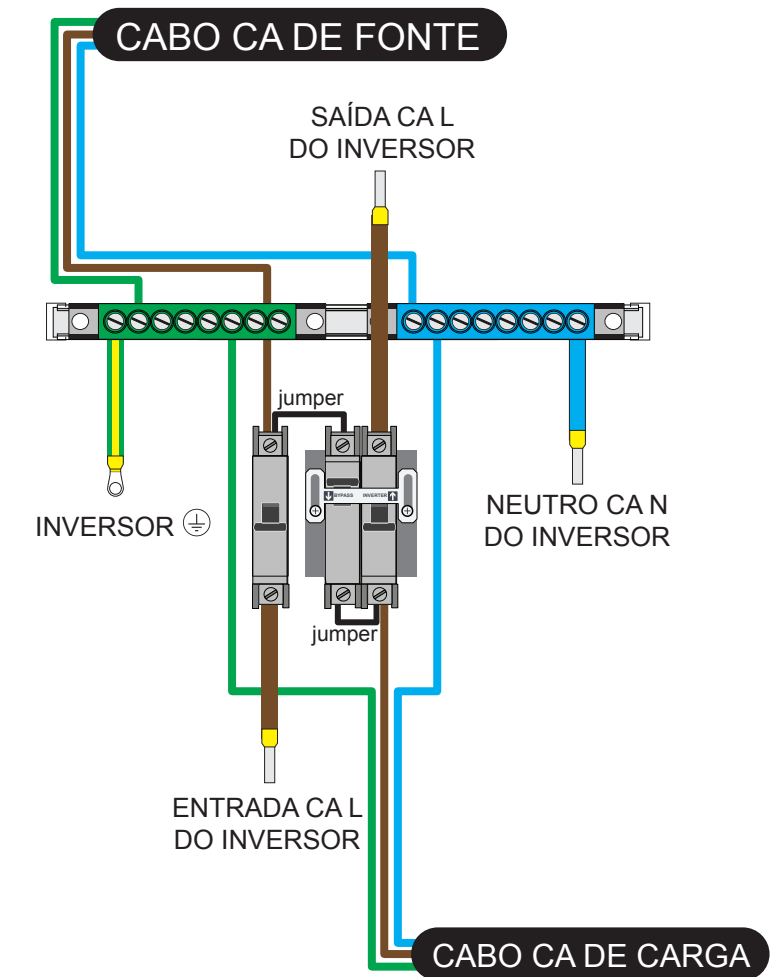 CABO CA DE FONTE
SAÍDA CA L
DO INVERSOR
jumper
BYPASS INVERTER
INVERSOR
NEUTRO CA N
DO INVERSOR
jumper
ENTRADA CA L
DO INVERSOR
CABO CA DE CARGA